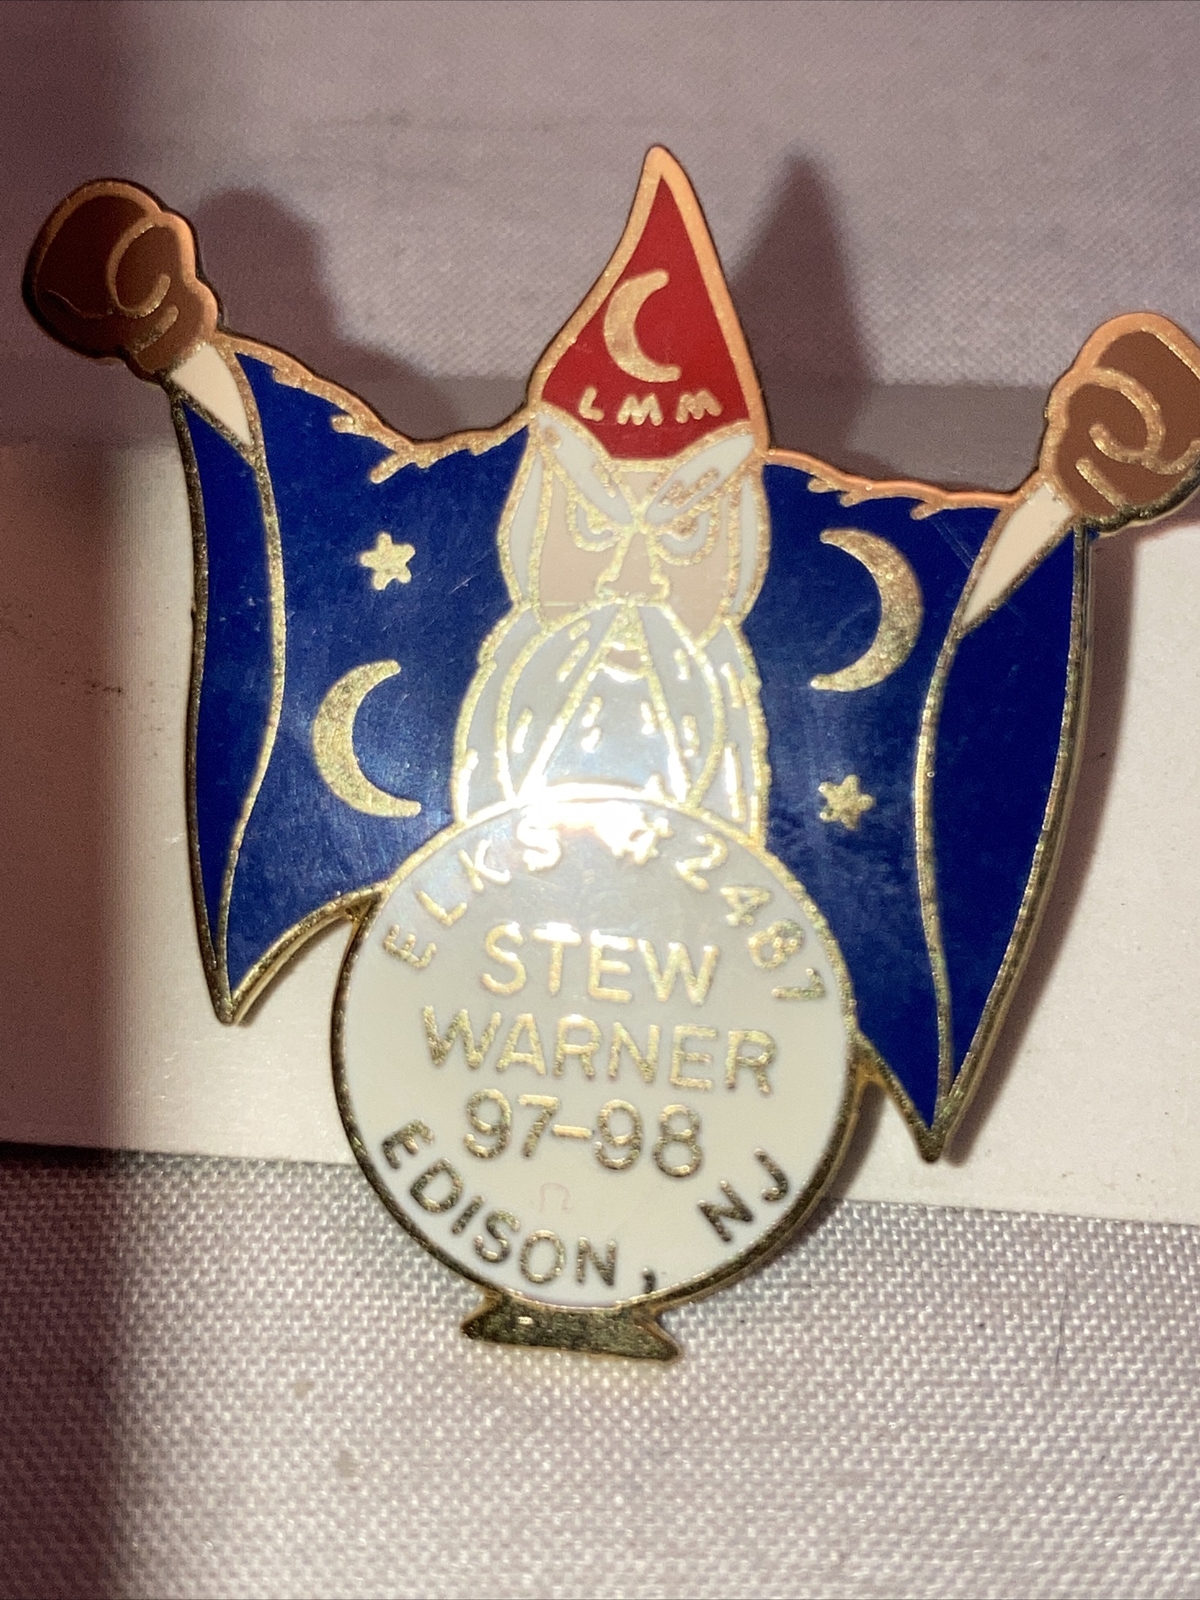 LMM
ELKS #2487
STEW
WARNER
97-98
EDISON, NJ